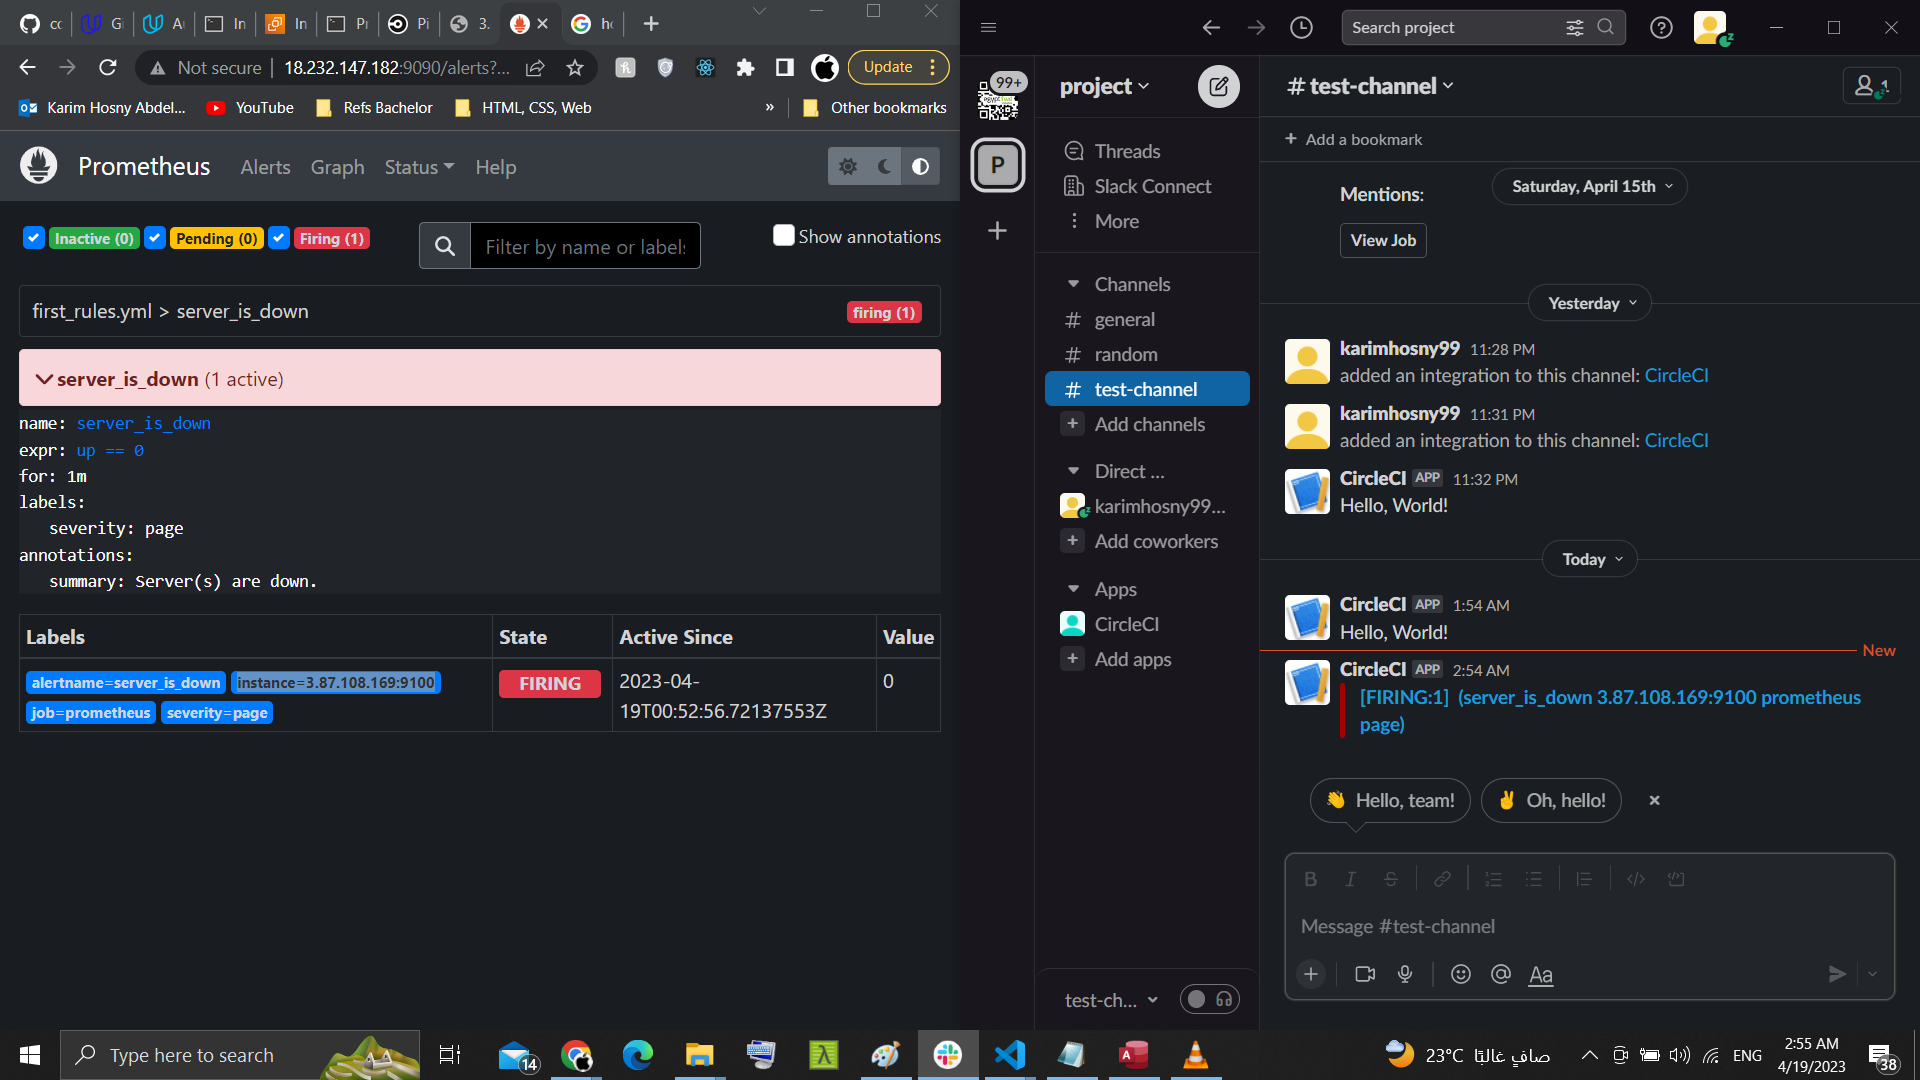 cc
G
A
In
In
Pr
Pi
3.
he
Not secure
18.232.147.182:9090/alerts?...
Update
Karim Hosny Abdel...
YouTube
Refs Bachelor
HTML, CSS, Web
»
Other bookmarks
Prometheus
Alerts
Graph
Status
Help
Inactive (0)
Pending (0)
Firing (1)
Filter by name or labels
Show annotations
first_rules.yml > server_is_down
firing (1)
server_is_down (1 active)
name: server_is_down
expr: up == 0
for: 1m
labels:
severity: page
annotations:
summary: Server(s) are down.
Labels
State
Active Since
Value
alertname=server_is_down
instance=3.87.108.169:9100
job=prometheus
severity=page
FIRING
2023-04-
19T00:52:56.72137553Z
0
Search project
99+
P
project
Threads
Slack Connect
More
Channels
# general
# random
# test-channel
Add channels
Direct ...
karimhosny99...
Add coworkers
Apps
CircleCI
Add apps
test-ch...
# test-channel
1
Add a bookmark
Mentions:
Saturday, April 15th
View Job
Yesterday
karimhosny99 11:28 PM
added an integration to this channel: CircleCI
karimhosny99 11:31 PM
added an integration to this channel: CircleCI
CircleCI APP 11:32 PM
Hello, World!
Today
CircleCI APP 1:54 AM
Hello, World!
New
CircleCI APP 2:54 AM
[FIRING:1] (server_is_down 3.87.108.169:9100 prometheus
page)
Hello, team!
Oh, hello!
Message #test-channel
Aa
Type here to search
14
23°C
صافٍ غالبًا
ENG
2:55 AM
4/19/2023
38